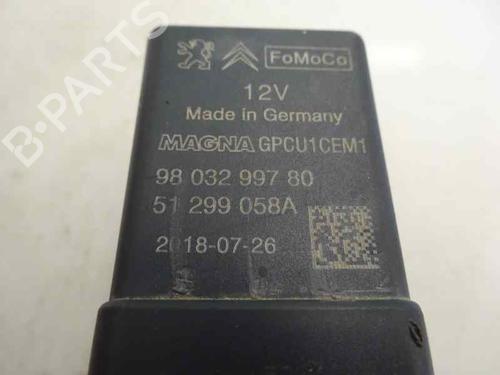 FoMoCo
12V
Made in Germany
MAGNA GPCU1CEM1
98 032 997 80
51 299 058A
2018-07-26
B-PARTS